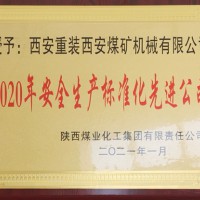 授予：西安重装西安煤矿机械有限公
2020年安全生产标准化先进公
陕西煤业化工集团有限责任公司
二〇二一年一月